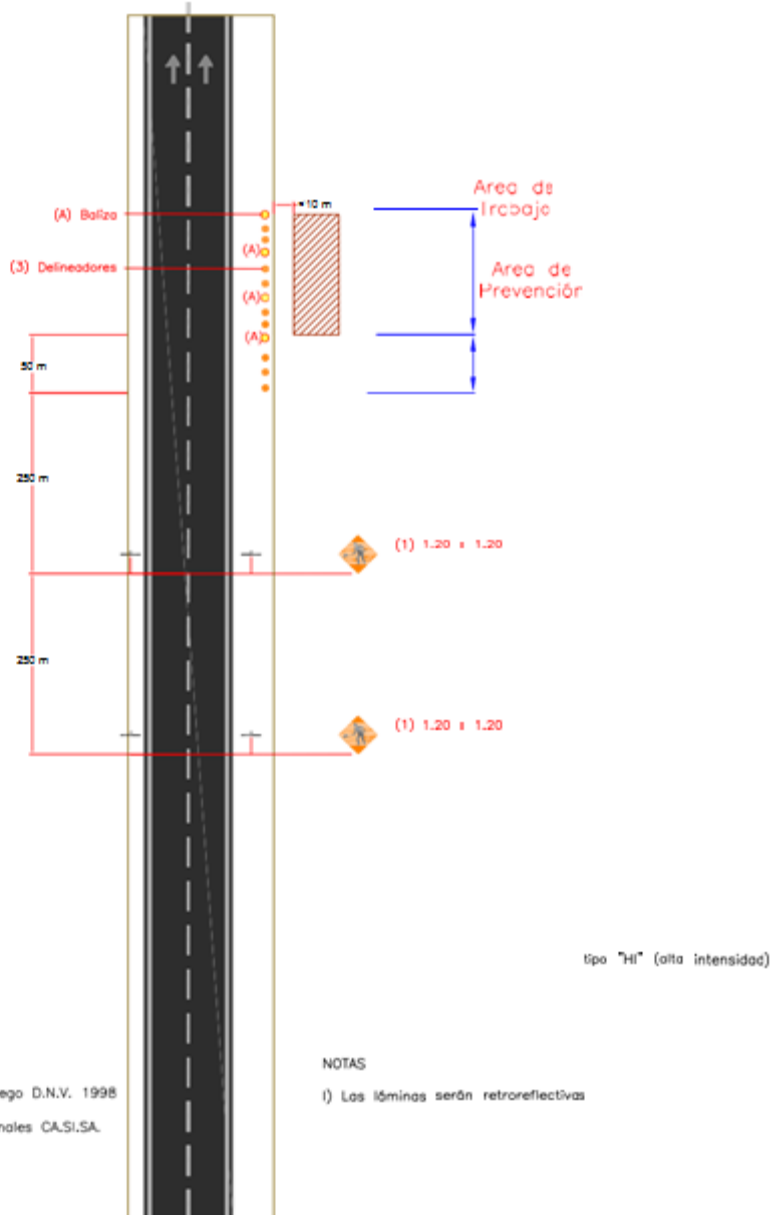 Area de
Trabajo
10 m
(A) Baliza
(A)
(3) Delineadores
Area de
Prevención
(A)
(A)
50 m
250 m
(1) 1.20 x 1.20
250 m
(1) 1.20 x 1.20
tipo "HI" (alta intensidad)
NOTAS
ego D.N.V. 1998
I) Las láminas serán retroreflectivas
nales CA.SI.SA.